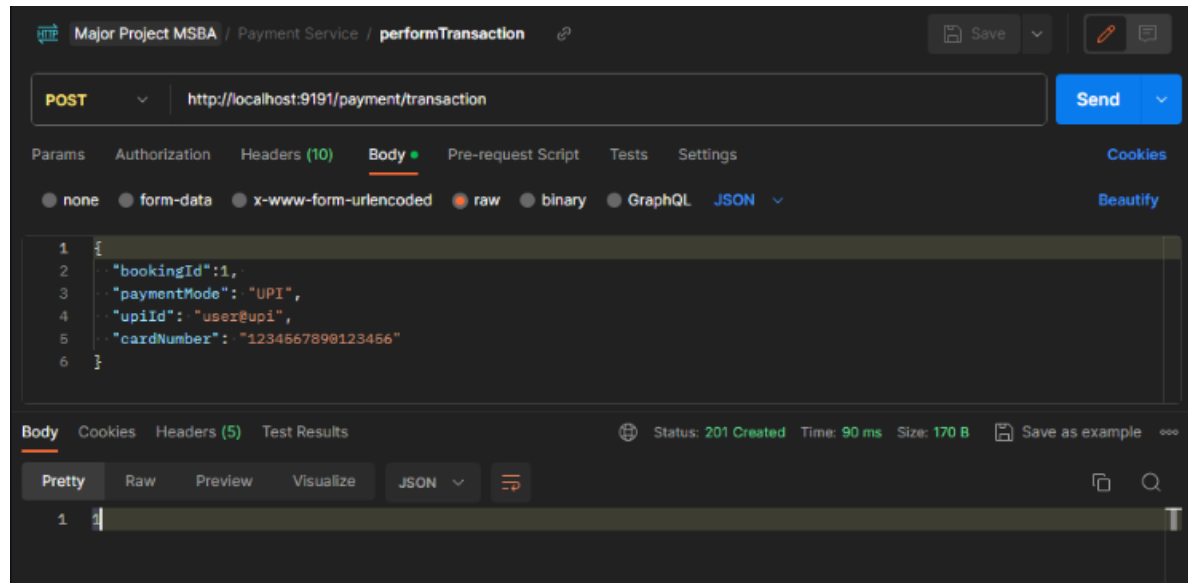 HTTP Major Project MSBA / Payment Service / performTransaction Save
POST http://localhost:9191/payment/transaction Send
Params Authorization Headers (10) Body Pre-request Script Tests Settings Cookies
none form-data x-www-form-urlencoded raw binary GraphQL JSON Beautify
1 {
2 "bookingId":1,
3 "paymentMode": "UPI",
4 "upiId": "user@upi",
5 "cardNumber": "1234567890123456"
6 }
Body Cookies Headers (5) Test Results Status: 201 Created Time: 90 ms Size: 170 B Save as example
Pretty Raw Preview Visualize JSON
1 1